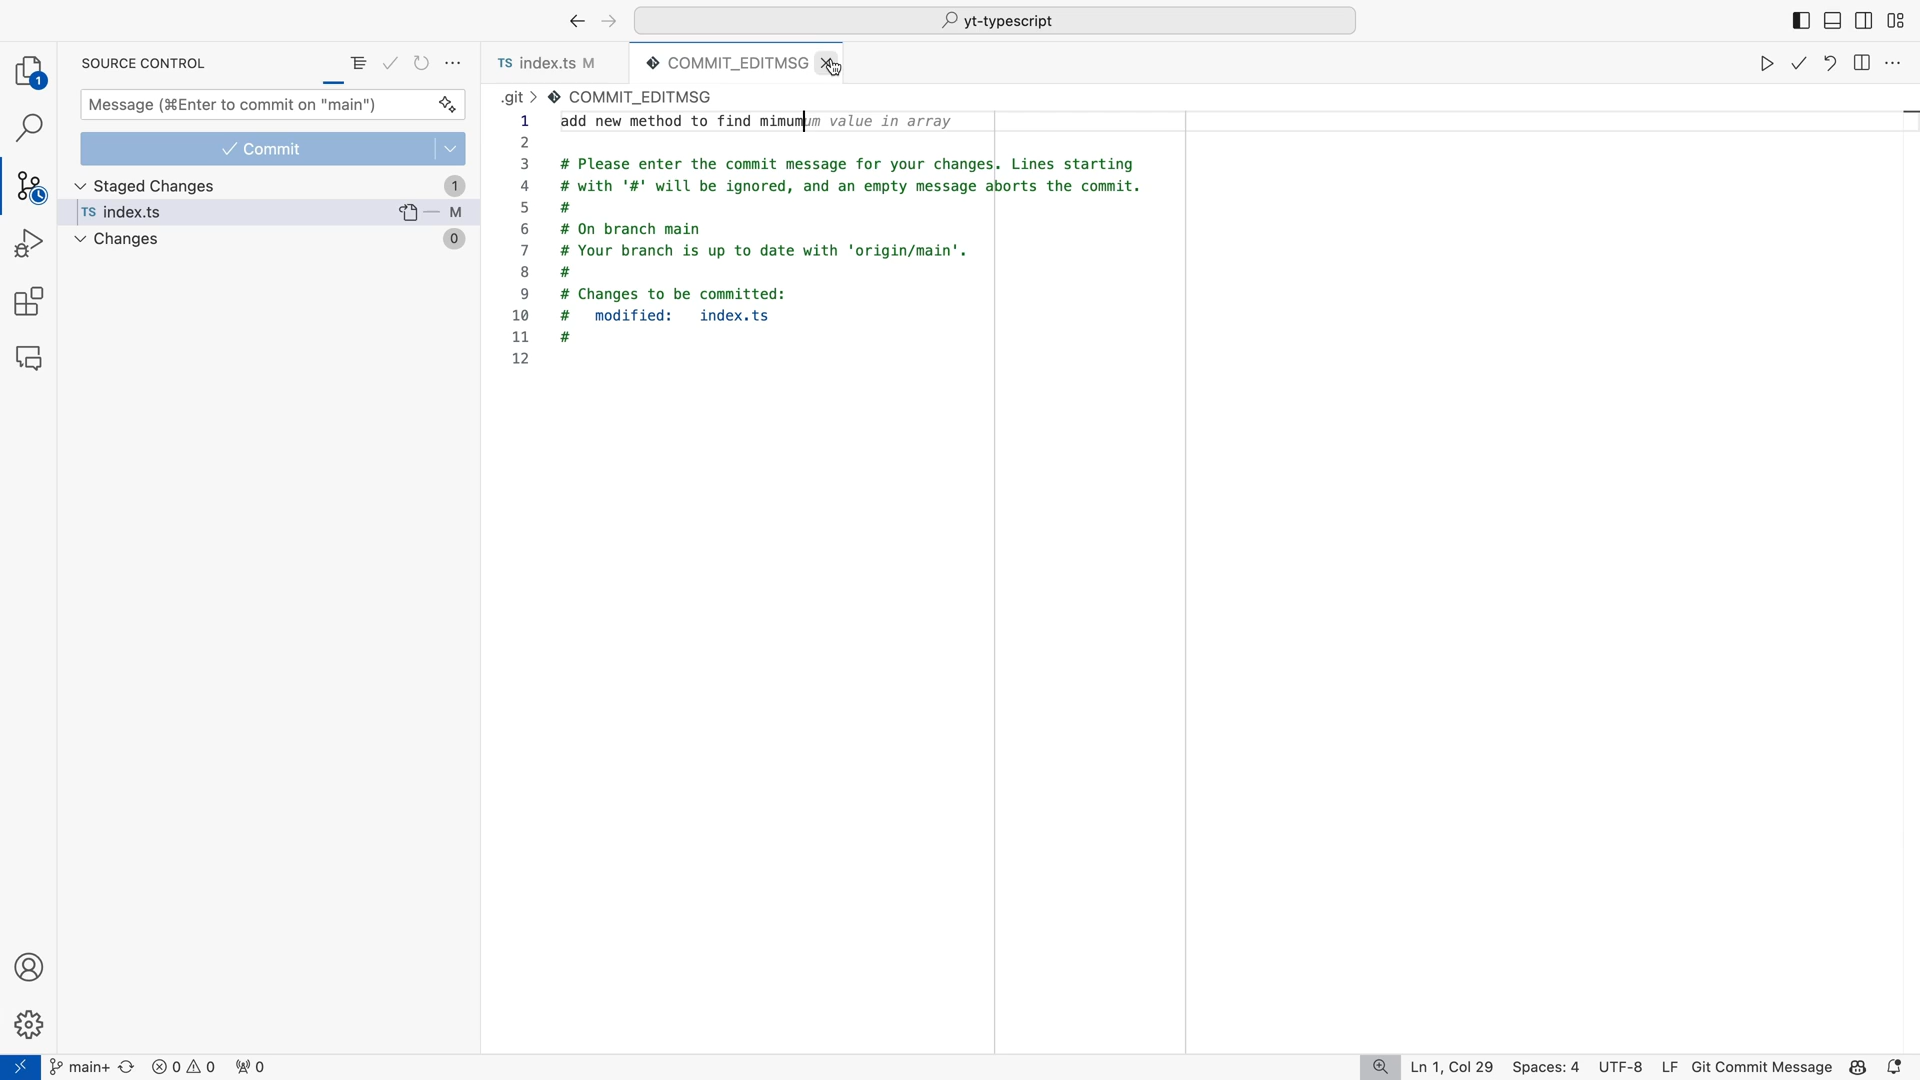 yt-typescript
SOURCE CONTROL
Message (⌘Enter to commit on "main")
Commit
Staged Changes 1
TS index.ts M
Changes 0
1
TS index.ts M
COMMIT_EDITMSG
.git > COMMIT_EDITMSG
1 add new method to find mimumum value in array
2
3 # Please enter the commit message for your changes. Lines starting
4 # with '#' will be ignored, and an empty message aborts the commit.
5 #
6 # On branch main
7 # Your branch is up to date with 'origin/main'.
8 #
9 # Changes to be committed:
10 # modified: index.ts
11 #
12
main+ 0 0 0 Ln 1, Col 29 Spaces: 4 UTF-8 LF Git Commit Message